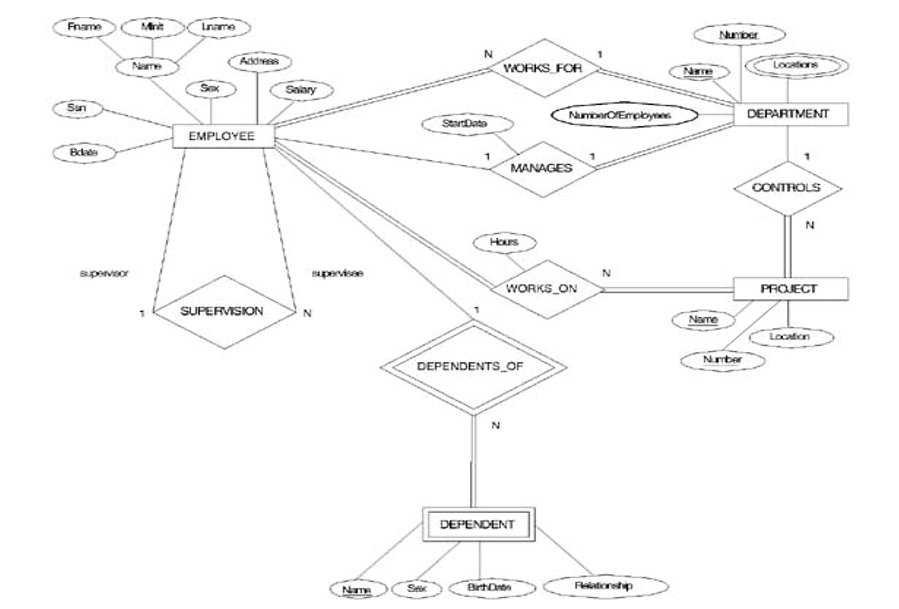 Fname Minit Lname
Number
Name
Address
Name
Locations
Sex
Salary
N
WORKS_FOR
1
Ssn
NumberOfEmployees
DEPARTMENT
StartDate
EMPLOYEE
Bdate
1
MANAGES
1
1
CONTROLS
N
Hours
supervisor
supervisee
WORKS_ON
N
PROJECT
1
SUPERVISION
N
1
Name
Location
Number
DEPENDENTS_OF
N
DEPENDENT
Name
Sex
BirthDate
Relationship